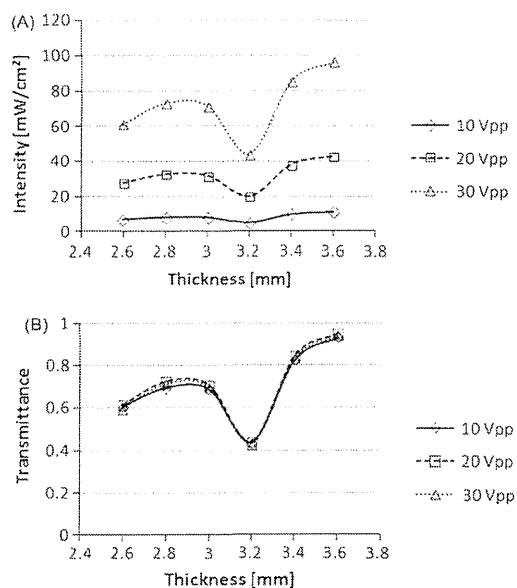 (A)
120
100
80
60
40
20
0
Intensity [mW/cm²]
2.4 2.6 2.8 3 3.2 3.4 3.6 3.8
Thickness [mm]
10 Vpp
20 Vpp
30 Vpp
(B)
1
0.8
0.6
0.4
0.2
0
Transmittance
2.4 2.6 2.8 3 3.2 3.4 3.6 3.8
Thickness [mm]
10 Vpp
20 Vpp
30 Vpp